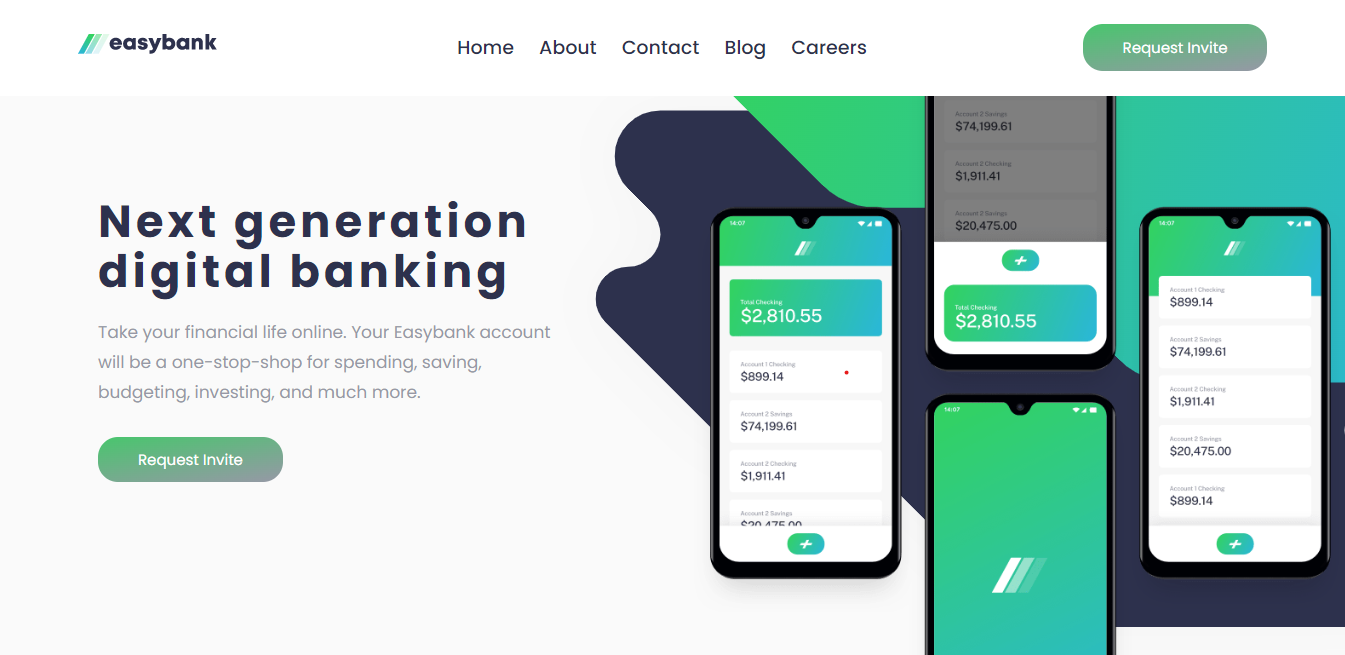 easybank
Home About Contact Blog Careers
Request Invite
Next generation
digital banking
Take your financial life online. Your Easybank account
will be a one-stop-shop for spending, saving,
budgeting, investing, and much more.
Request Invite
14:07
Total Checking
$2,810.55
Account 1 Checking
$899.14
Account 2 Savings
$74,199.61
Account 2 Checking
$1,911.41
Account 2 Savings
$20,475.00
Account 2 Savings
$74,199.61
Account 2 Checking
$1,911.41
Account 2 Savings
$20,475.00
Total Checking
$2,810.55
14:07
14:07
Account 1 Checking
$899.14
Account 2 Savings
$74,199.61
Account 2 Checking
$1,911.41
Account 2 Savings
$20,475.00
Account 1 Checking
$899.14